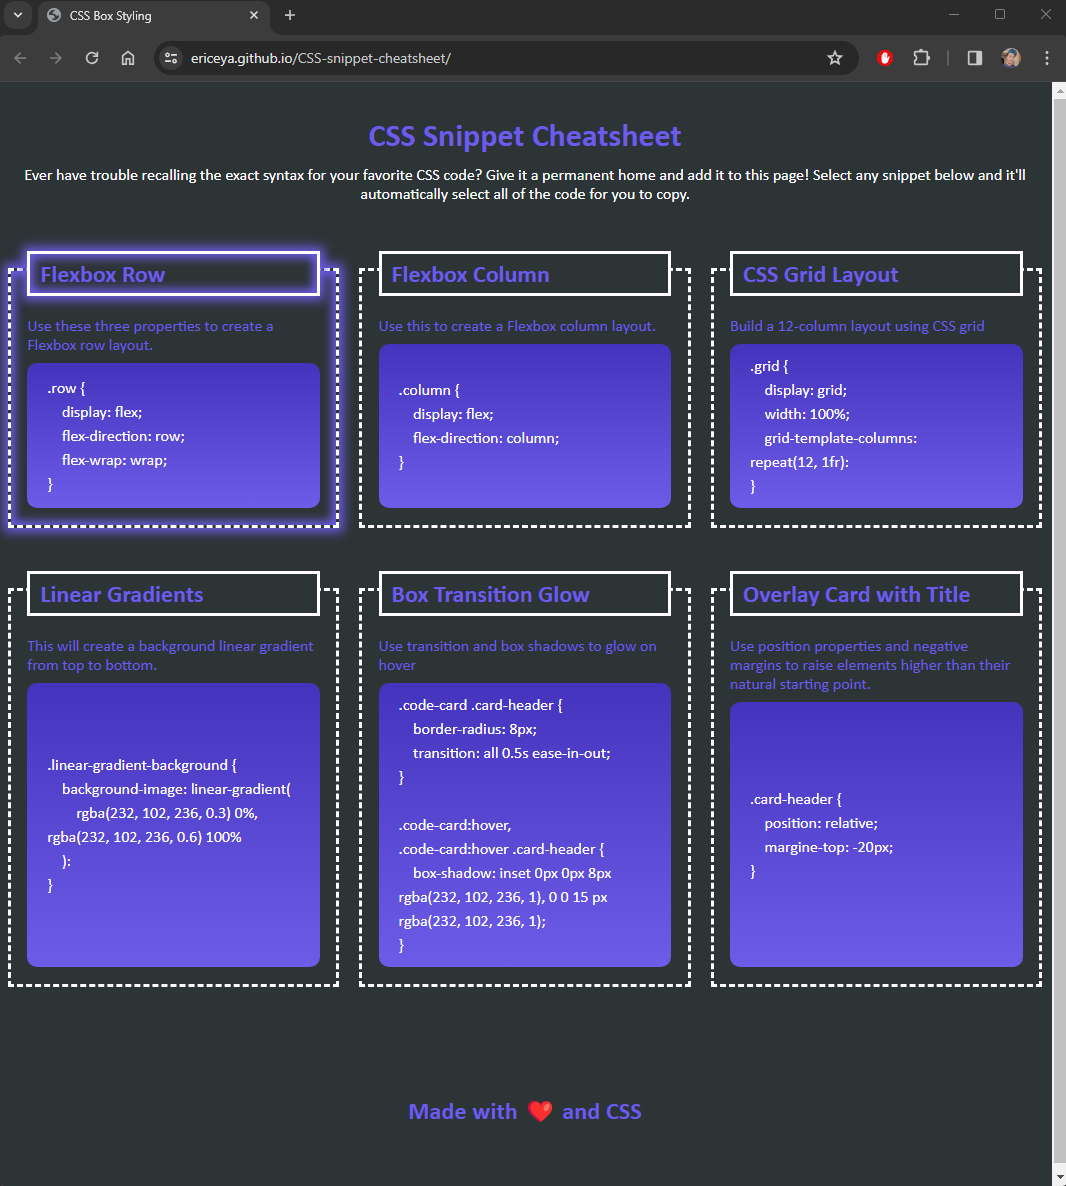 CSS Box Styling
ericeya.github.io/CSS-snippet-cheatsheet/
CSS Snippet Cheatsheet
Ever have trouble recalling the exact syntax for your favorite CSS code? Give it a permanent home and add it to this page! Select any snippet below and it'll
automatically select all of the code for you to copy.
Flexbox Row
Use these three properties to create a
Flexbox row layout.
.row {
display: flex;
flex-direction: row;
flex-wrap: wrap;
}
Flexbox Column
Use this to create a Flexbox column layout.
.column {
display: flex;
flex-direction: column;
}
CSS Grid Layout
Build a 12-column layout using CSS grid
.grid {
display: grid;
width: 100%;
grid-template-columns:
repeat(12, 1fr):
}
Linear Gradients
This will create a background linear gradient
from top to bottom.
.linear-gradient-background {
background-image: linear-gradient(
rgba(232, 102, 236, 0.3) 0%,
rgba(232, 102, 236, 0.6) 100%
):
}
Box Transition Glow
Use transition and box shadows to glow on
hover
.code-card .card-header {
border-radius: 8px;
transition: all 0.5s ease-in-out;
}
.code-card:hover,
.code-card:hover .card-header {
box-shadow: inset 0px 0px 8px
rgba(232, 102, 236, 1), 0 0 15 px
rgba(232, 102, 236, 1);
}
Overlay Card with Title
Use position properties and negative
margins to raise elements higher than their
natural starting point.
.card-header {
position: relative;
margine-top: -20px;
}
Made with ❤️ and CSS